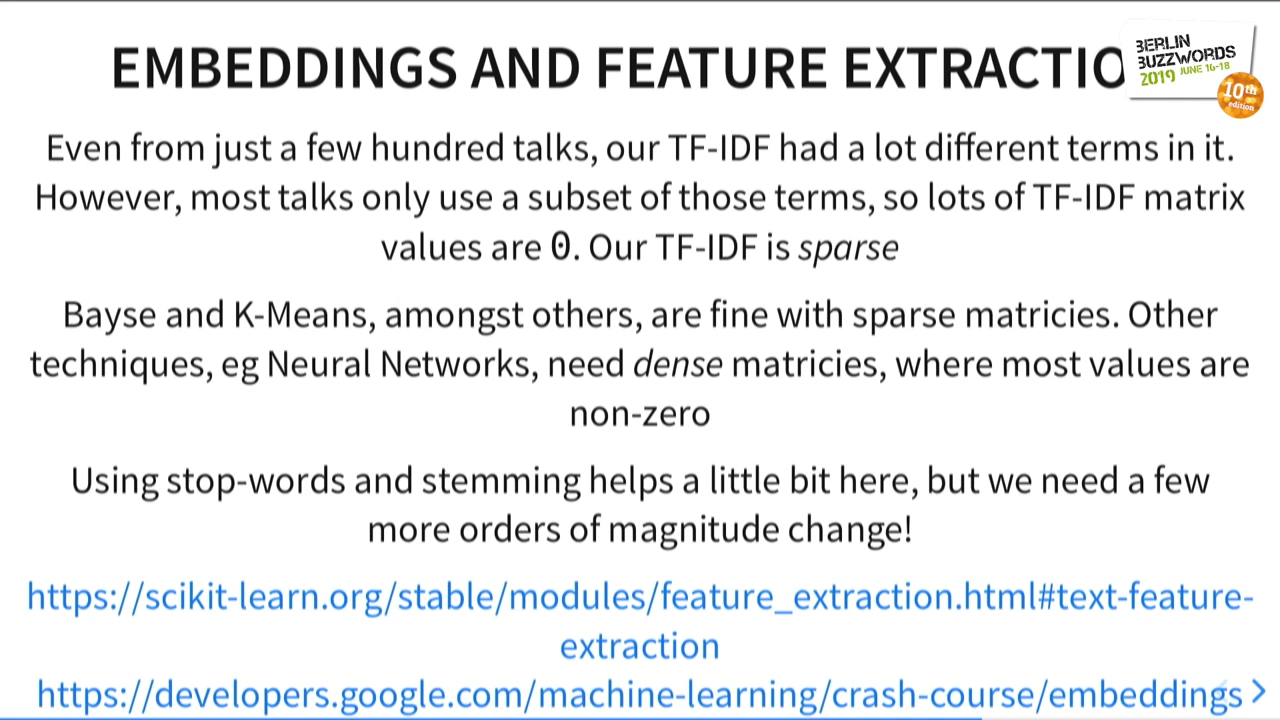 EMBEDDINGS AND FEATURE EXTRACTIO
BERLIN
BUZZWORDS
2019 JUNE 16-18
10th
edition
Even from just a few hundred talks, our TF-IDF had a lot different terms in it.
However, most talks only use a subset of those terms, so lots of TF-IDF matrix
values are 0. Our TF-IDF is sparse
Bayse and K-Means, amongst others, are fine with sparse matricies. Other
techniques, eg Neural Networks, need dense matricies, where most values are
non-zero
Using stop-words and stemming helps a little bit here, but we need a few
more orders of magnitude change!
https://scikit-learn.org/stable/modules/feature_extraction.html#text-feature-
extraction
https://developers.google.com/machine-learning/crash-course/embeddings